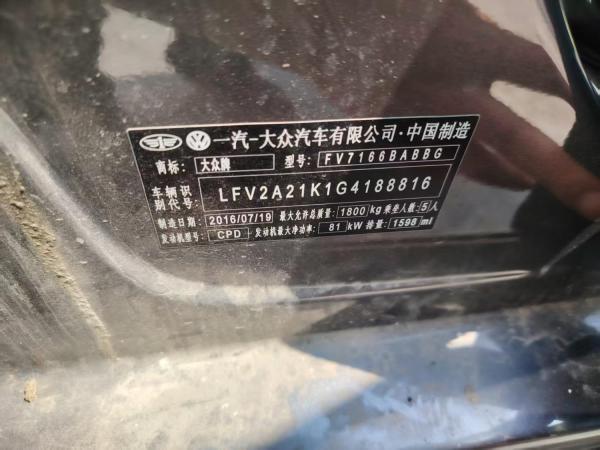 一汽-大众汽车有限公司·中国制造
商标: 大众牌 型号: FV7166BABBG
车辆识别代号: LFV2A21K1G4188816
制造日期: 2016/07/19 最大允许总质量: 1800 kg 乘坐人数: 5人
发动机型号: CPD 发动机最大净功率: 81 kW 排量: 1598 ml